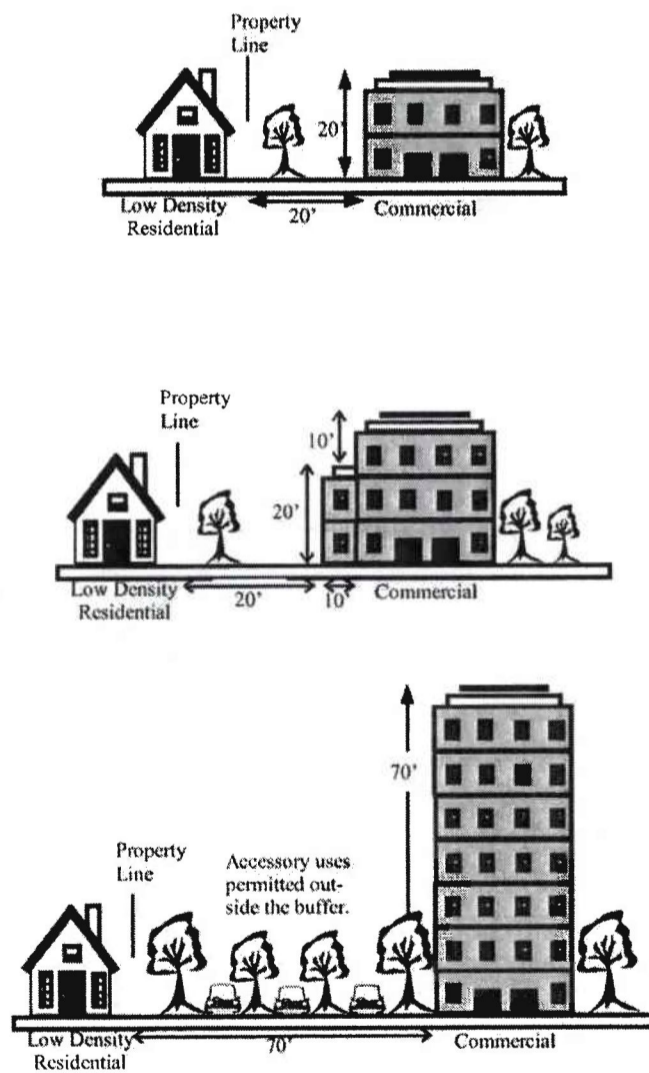 Property
Line
20'
Low Density
Residential
20'
Commercial
Property
Line
10'
20'
Low Density
Residential
20'
10'
Commercial
70'
Property
Line
Accessory uses
permitted out-
side the buffer.
Low Density
Residential
70'
Commercial